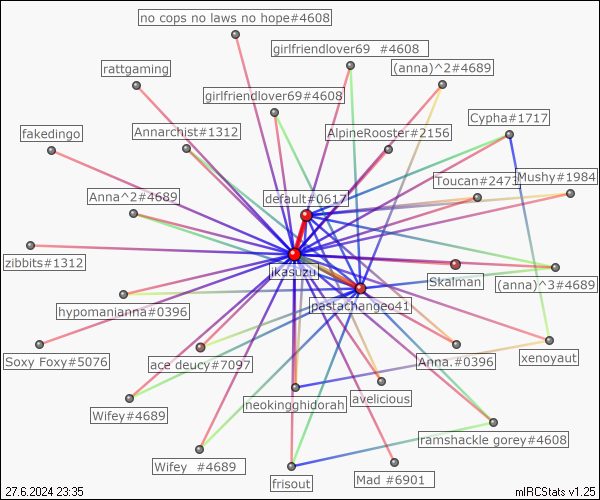 no cops no laws no hope#4608
girlfriendlover69 #4608
rattgaming
(anna)^2#4689
girlfriendlover69#4608
Cypha#1717
fakedingo
Annarchist#1312
AlpineRooster#2156
Toucan#2471
Mushy#1984
Anna^2#4689
default#0617
zibbits#1312
ikasuzu
Skalman
(anna)^3#4689
hypomanianna#0396
pastachangeo41
Soxy Foxy#5076
ace deucy#7097
Anna.#0396
xenoyaut
neokingghidorah
avelicious
Wifey#4689
ramshackle gorey#4608
Wifey #4689
frisout
Mad #6901
27.6.2024 23:35
mIRCStats v1.25